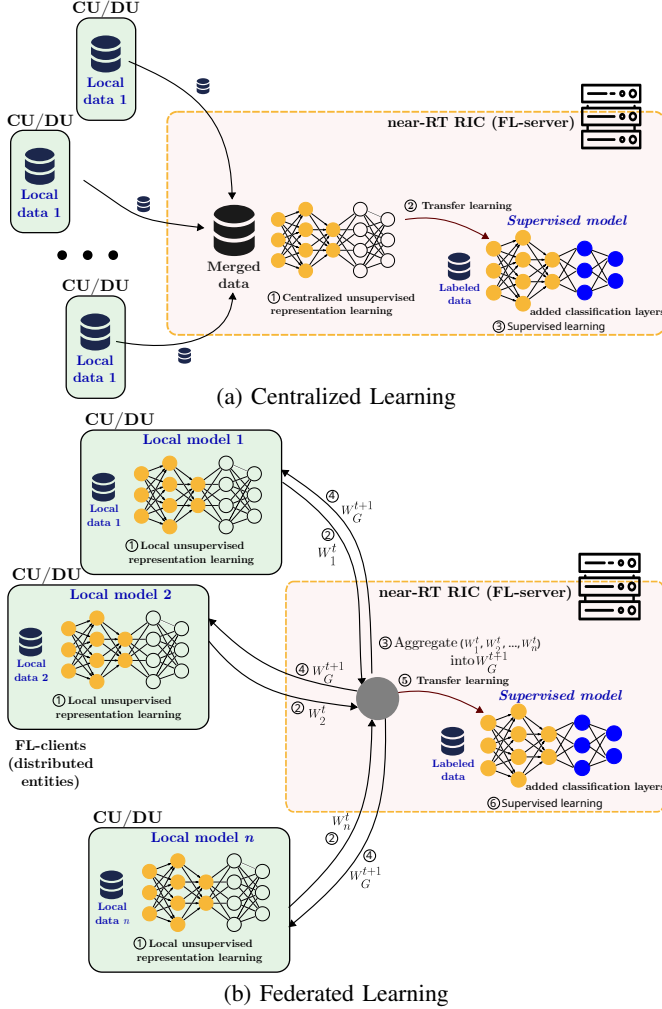 CU/DU
Local
data 1
CU/DU
Local
data 1
CU/DU
Local
data 1
near-RT RIC (FL-server)
Merged
data
② Transfer learning
Supervised model
Labeled
data
① Centralized unsupervised
representation learning
added classification layers
③ Supervised learning
(a) Centralized Learning
CU/DU
Local model 1
Local
data 1
① Local unsupervised
representation learning
④ W_G^{t+1}
② W_1^t
CU/DU
Local model 2
Local
data 2
① Local unsupervised
representation learning
④ W_G^{t+1}
② W_2^t
FL-clients
(distributed
entities)
near-RT RIC (FL-server)
③ Aggregate (W_1^t, W_2^t, ..., W_n^t)
into W_G^{t+1}
⑤ Transfer learning
Supervised model
Labeled
data
added classification layers
⑥ Supervised learning
CU/DU
Local model n
Local
data n
① Local unsupervised
representation learning
W_n^t
②
④
W_G^{t+1}
(b) Federated Learning